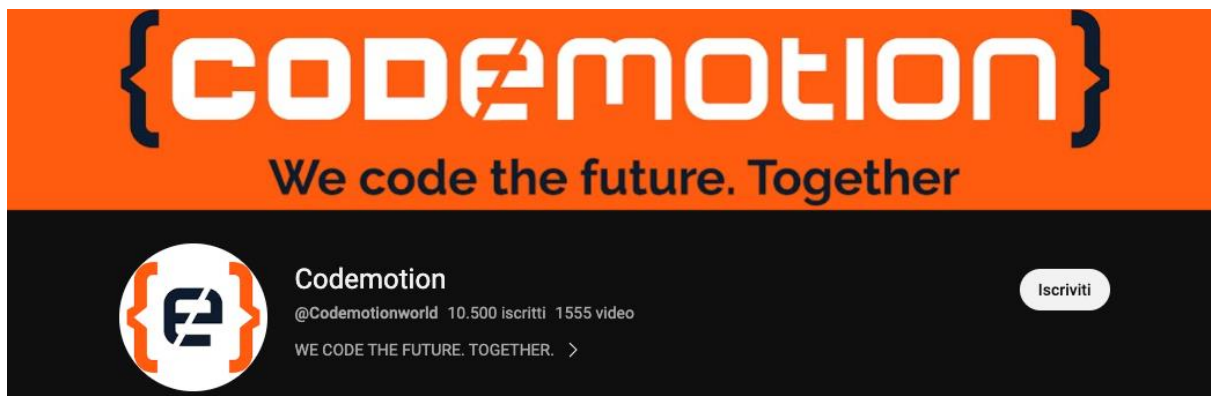 {CODEMOTION}
We code the future. Together
{e}
Codemotion
@Codemotionworld 10.500 iscritti 1555 video
Iscriviti
WE CODE THE FUTURE. TOGETHER. >